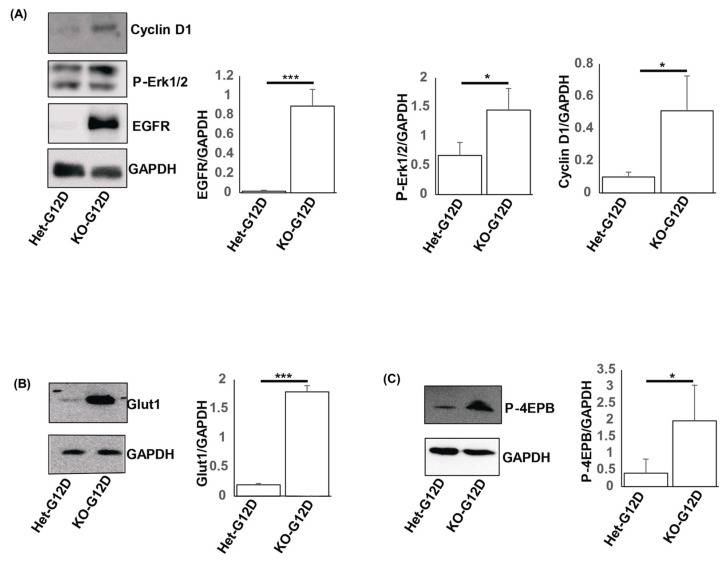 (A)
Cyclin D1
P-Erk1/2
EGFR
GAPDH
Het-G12D
KO-G12D
EGFR/GAPDH
1.2
1
0.8
0.6
0.4
0.2
0
***
Het-G12D
KO-G12D
P-Erk1/2/GAPDH
2
1.5
1
0.5
0
*
Het-G12D
KO-G12D
Cyclin D1/GAPDH
0.8
0.6
0.4
0.2
0
*
Het-G12D
KO-G12D
(B)
Glut1
GAPDH
Het-G12D
KO-G12D
Glut1/GAPDH
2
1.5
1
0.5
0
***
Het-G12D
KO-G12D
(C)
P-4EPB
GAPDH
Het-G12D
KO-G12D
P-4EPB/GAPDH
3.5
3
2.5
2
1.5
1
0.5
0
*
Het-G12D
KO-G12D